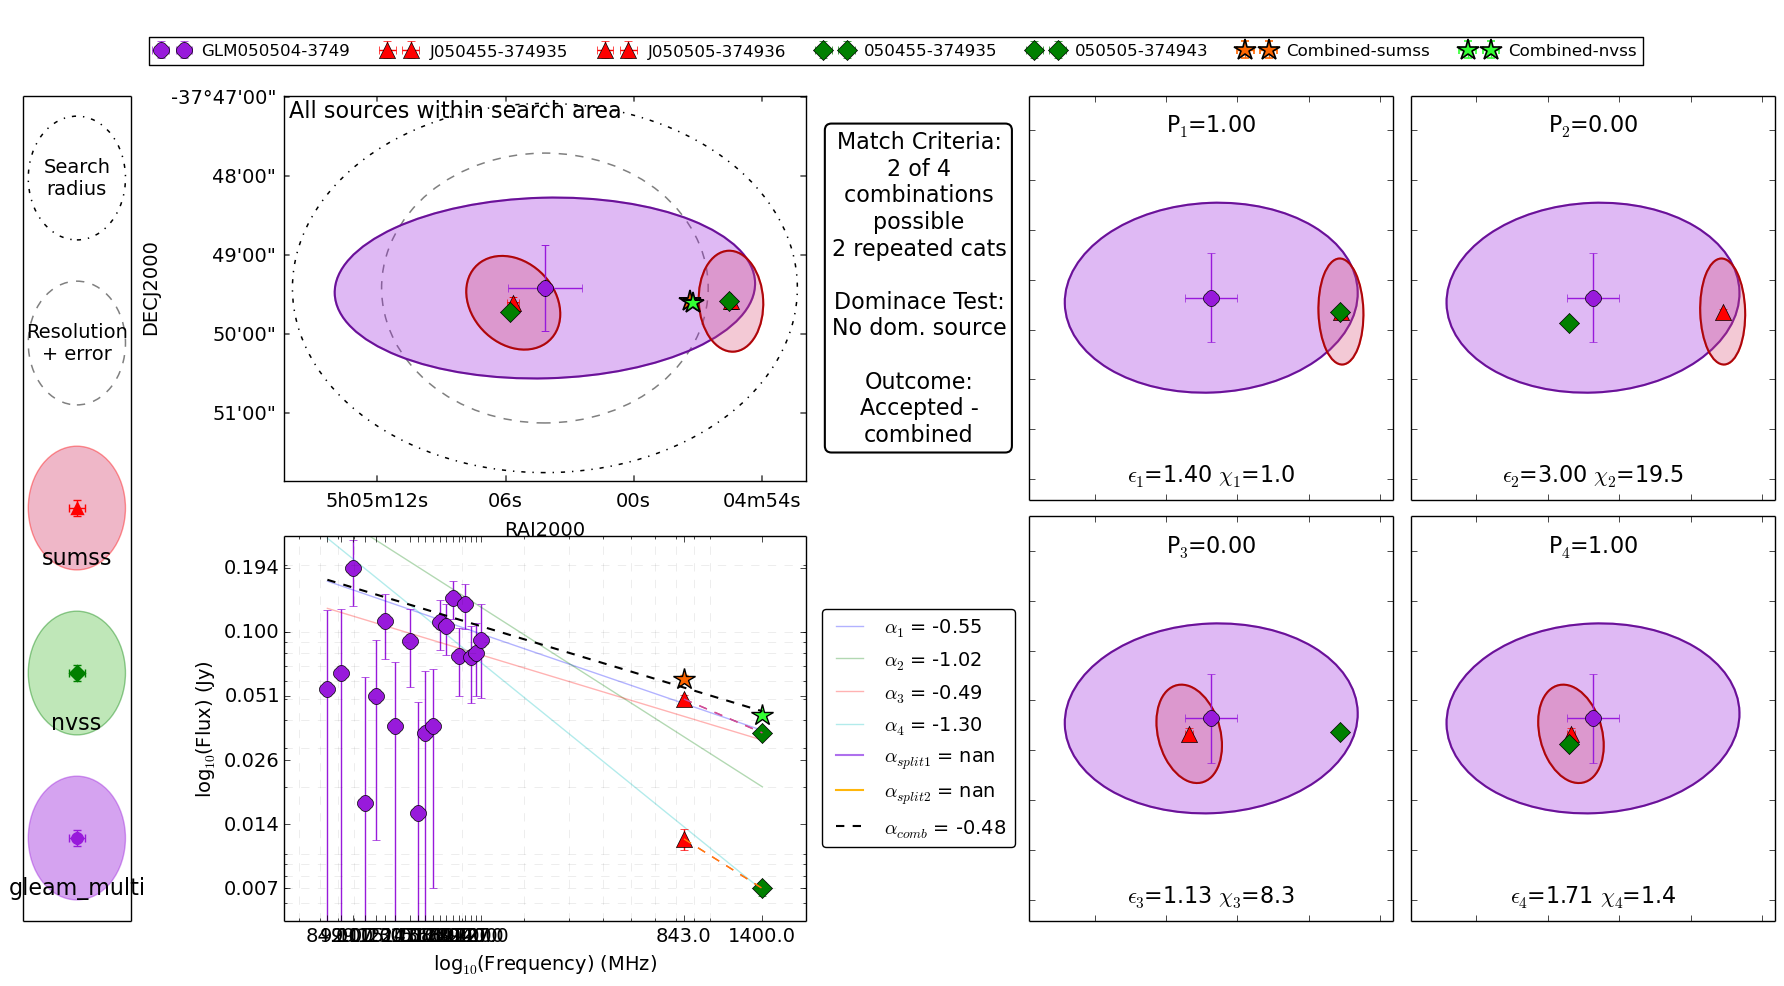 GLM050504-3749 J050455-374935 J050505-374936 050455-374935 050505-374943 Combined-sumss Combined-nvss
Search
radius
Resolution
+ error
sumss
nvss
gleam_multi
All sources within search area
-37°47'00"
48'00"
49'00"
50'00"
51'00"
DECJ2000
5h05m12s 06s 00s 04m54s
RAJ2000
Match Criteria:
2 of 4
combinations
possible
2 repeated cats
Dominace Test:
No dom. source
Outcome:
Accepted -
combined
P₁=1.00
ϵ₁=1.40 χ₁=1.0
P₂=0.00
ϵ₂=3.00 χ₂=19.5
0.194
0.100
0.051
0.026
0.014
0.007
log₁₀(Flux) (Jy)
843.0 1400.0
log₁₀(Frequency) (MHz)
α₁ = -0.55
α₂ = -1.02
α₃ = -0.49
α₄ = -1.30
α_split1 = nan
α_split2 = nan
α_comb = -0.48
P₃=0.00
ϵ₃=1.13 χ₃=8.3
P₄=1.00
ϵ₄=1.71 χ₄=1.4